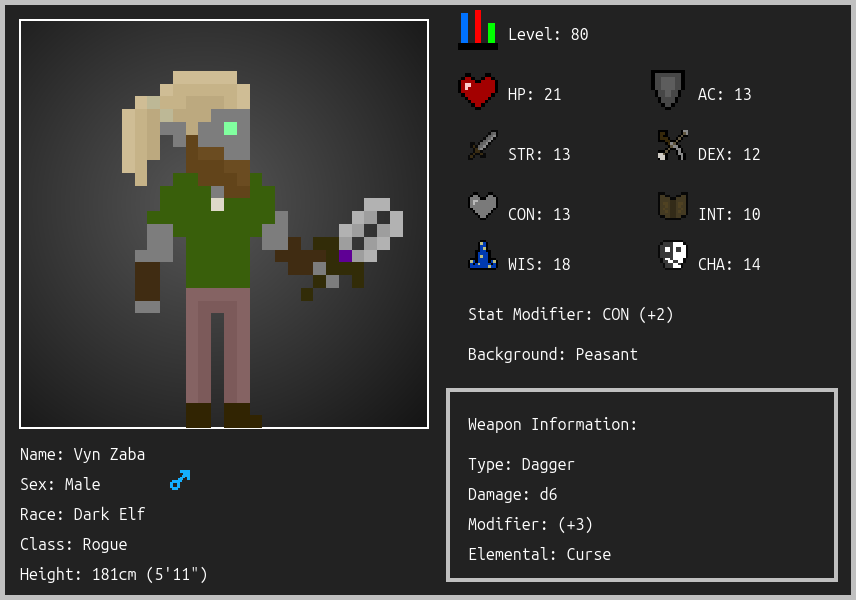 Level: 80
HP: 21
AC: 13
STR: 13
DEX: 12
CON: 13
INT: 10
WIS: 18
CHA: 14
Stat Modifier: CON (+2)
Background: Peasant
Weapon Information:
Type: Dagger
Damage: d6
Modifier: (+3)
Elemental: Curse
Name: Vyn Zaba
Sex: Male
Race: Dark Elf
Class: Rogue
Height: 181cm (5'11")